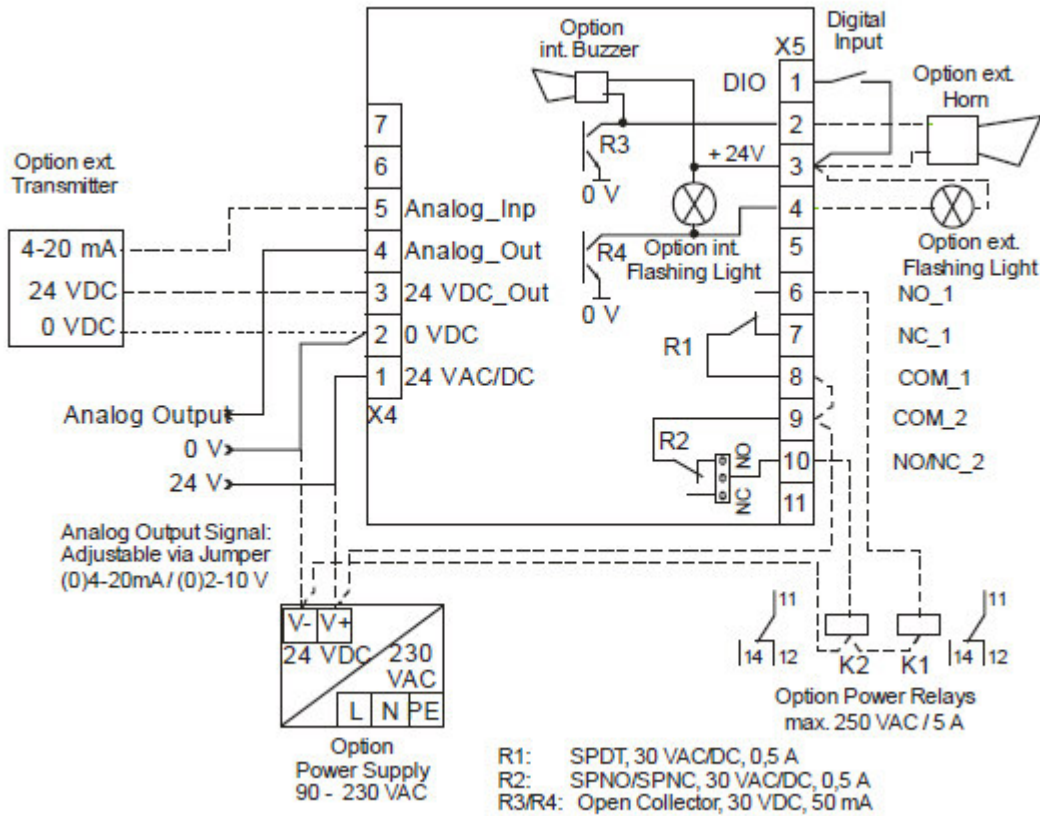 Option
int. Buzzer
Digital
Input
X5
DIO
1
Option ext.
Horn
2
R3
+ 24V
3
0 V
4
R4
Option int.
Flashing Light
5
Option ext.
Flashing Light
0 V
6
NO_1
R1
7
NC_1
8
COM_1
9
COM_2
R2
NO
NC
10
NO/NC_2
11
7
6
Option ext.
Transmitter
5
Analog_Inp
4-20 mA
4
Analog_Out
24 VDC
3
24 VDC_Out
0 VDC
2
0 VDC
1
24 VAC/DC
X4
Analog Output
0 V
24 V
Analog Output Signal:
Adjustable via Jumper
(0)4-20mA / (0)2-10 V
V- V+
24 VDC
230
VAC
L N PE
Option
Power Supply
90 - 230 VAC
11
14 12
K2
K1
11
14 12
Option Power Relays
max. 250 VAC / 5 A
R1: SPDT, 30 VAC/DC, 0,5 A
R2: SPNO/SPNC, 30 VAC/DC, 0,5 A
R3/R4: Open Collector, 30 VDC, 50 mA